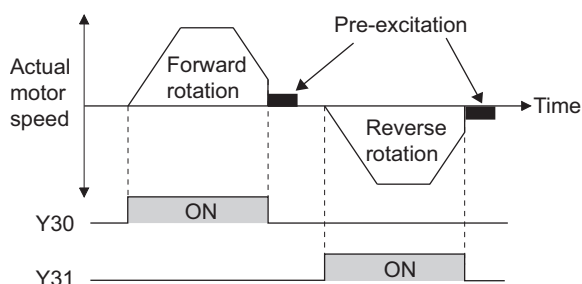 Pre-excitation
Actual
motor
speed
Forward
rotation
Time
Reverse
rotation
ON
Y30
ON
Y31